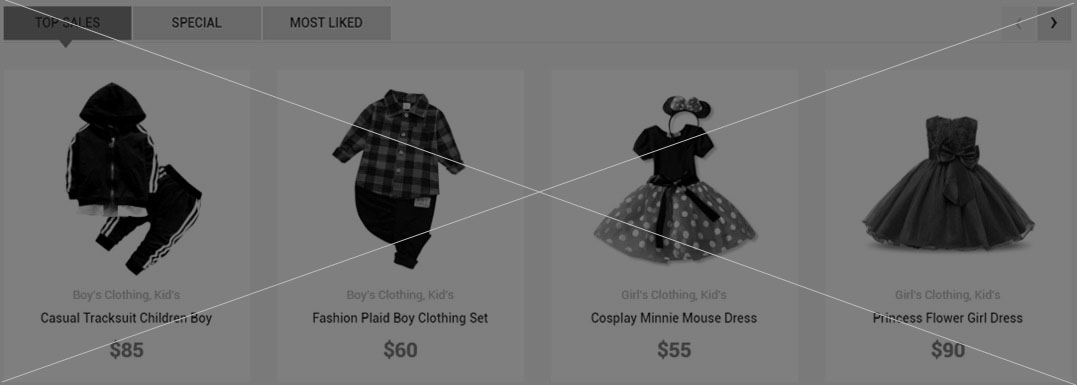 TOP SALES
SPECIAL
MOST LIKED
Boy's Clothing, Kid's
Casual Tracksuit Children Boy
$85
Boy's Clothing, Kid's
Fashion Plaid Boy Clothing Set
$60
Girl's Clothing, Kid's
Cosplay Minnie Mouse Dress
$55
Girl's Clothing, Kid's
Princess Flower Girl Dress
$90